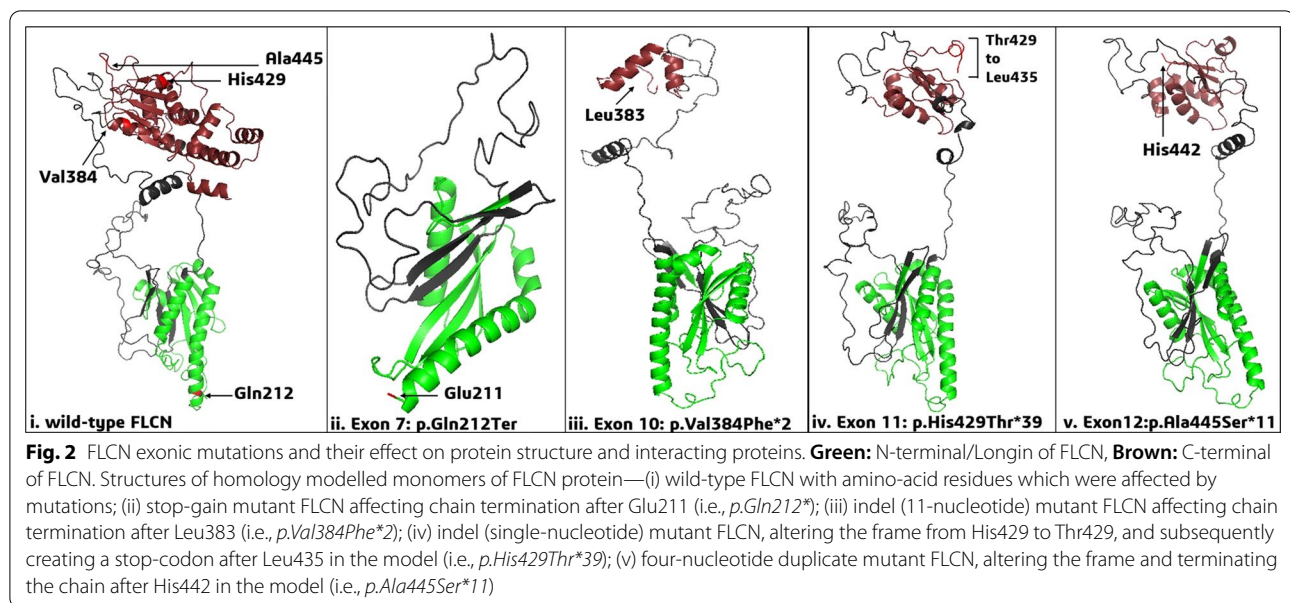 Ala445
His429
Val384
Gln212
i. wild-type FLCN
Glu211
ii. Exon 7: p.Gln212Ter
Leu383
iii. Exon 10: p.Val384Phe*2
Thr429
to
Leu435
iv. Exon 11: p.His429Thr*39
His442
v. Exon12:p.Ala445Ser*11
Fig. 2 FLCN exonic mutations and their effect on protein structure and interacting proteins. Green: N-terminal/Longin of FLCN, Brown: C-terminal
of FLCN. Structures of homology modelled monomers of FLCN protein—(i) wild-type FLCN with amino-acid residues which were affected by
mutations; (ii) stop-gain mutant FLCN affecting chain termination after Glu211 (i.e., p.Gln212*); (iii) indel (11-nucleotide) mutant FLCN affecting chain
termination after Leu383 (i.e., p.Val384Phe*2); (iv) indel (single-nucleotide) mutant FLCN, altering the frame from His429 to Thr429, and subsequently
creating a stop-codon after Leu435 in the model (i.e., p.His429Thr*39); (v) four-nucleotide duplicate mutant FLCN, altering the frame and terminating
the chain after His442 in the model (i.e., p.Ala445Ser*11)